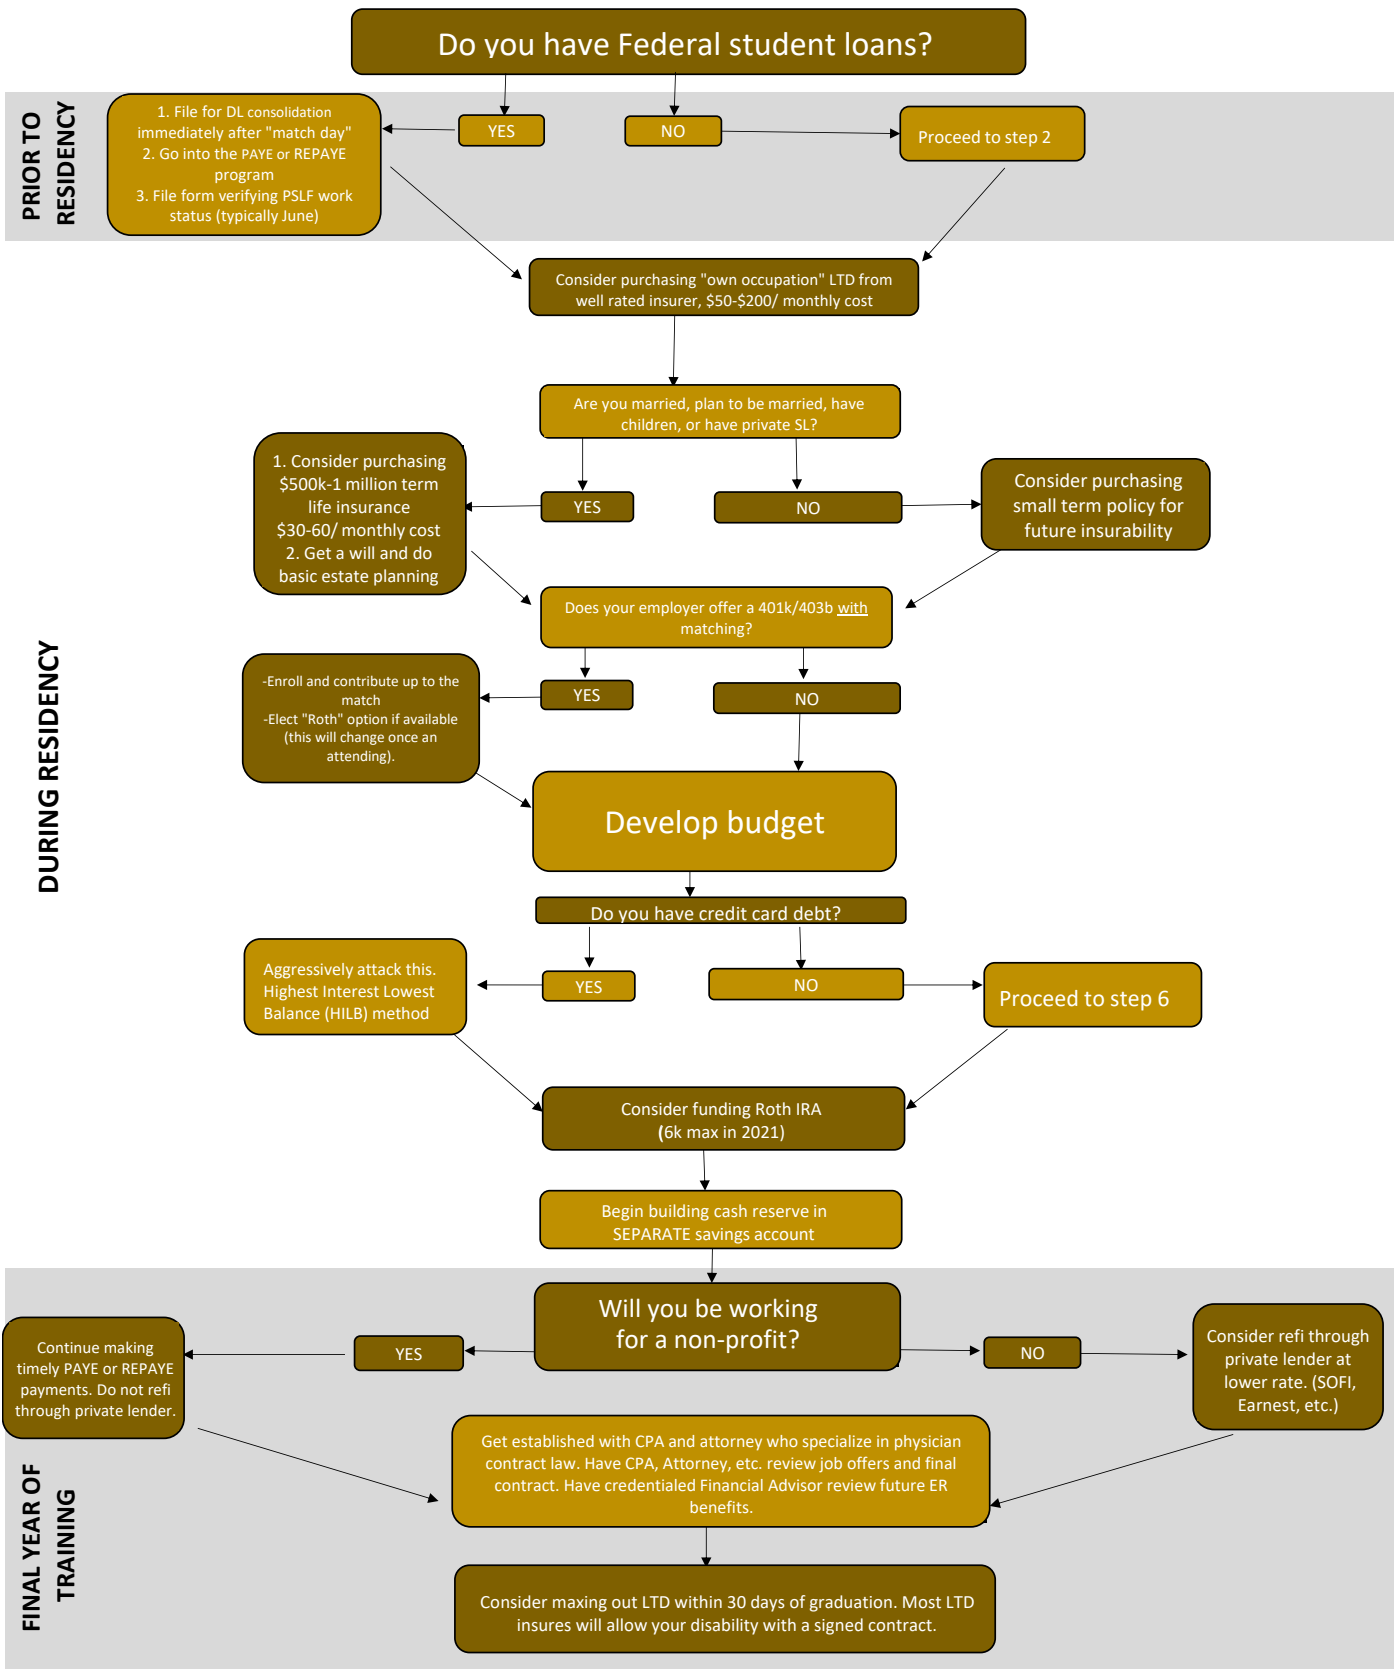 Do you have Federal student loans?
PRIOR TO
RESIDENCY
1. File for DL consolidation
immediately after "match day"
2. Go into the PAYE or REPAYE
program
3. File form verifying PSLF work
status (typically June)
YES
NO
Proceed to step 2
DURING RESIDENCY
Consider purchasing "own occupation" LTD from
well rated insurer, $50-$200/ monthly cost
Are you married, plan to be married, have
children, or have private SL?
1. Consider purchasing
$500k-1 million term
life insurance
$30-60/ monthly cost
2. Get a will and do
basic estate planning
YES
NO
Consider purchasing
small term policy for
future insurability
Does your employer offer a 401k/403b with
matching?
-Enroll and contribute up to the
match
-Elect "Roth" option if available
(this will change once an
attending).
YES
NO
Develop budget
Do you have credit card debt?
Aggressively attack this.
Highest Interest Lowest
Balance (HILB) method
YES
NO
Proceed to step 6
Consider funding Roth IRA
(6k max in 2021)
Begin building cash reserve in
SEPARATE savings account
FINAL YEAR OF
TRAINING
Will you be working
for a non-profit?
Continue making
timely PAYE or REPAYE
payments. Do not refi
through private lender.
YES
NO
Consider refi through
private lender at
lower rate. (SOFI,
Earnest, etc.)
Get established with CPA and attorney who specialize in physician
contract law. Have CPA, Attorney, etc. review job offers and final
contract. Have credentialed Financial Advisor review future ER
benefits.
Consider maxing out LTD within 30 days of graduation. Most LTD
insures will allow your disability with a signed contract.